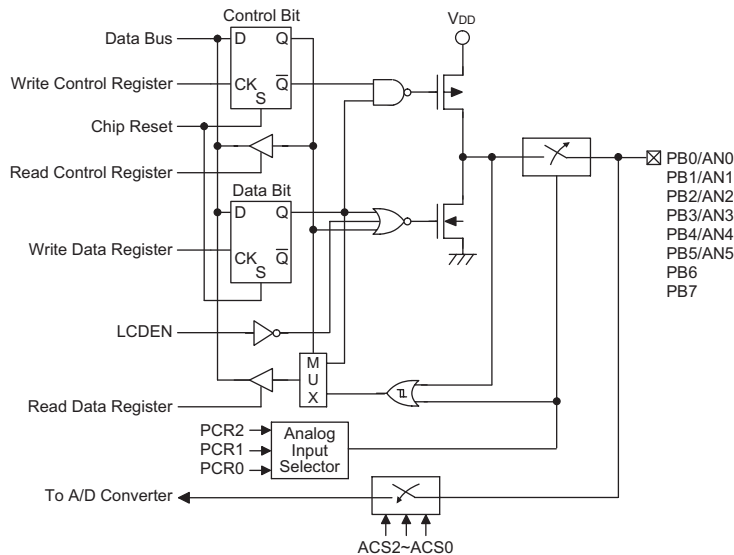 Control Bit
VDD
Data Bus
D
Q
Write Control Register
CK
Q
S
Chip Reset
Read Control Register
Data Bit
D
Q
Write Data Register
CK
Q
S
PB0/AN0
PB1/AN1
PB2/AN2
PB3/AN3
PB4/AN4
PB5/AN5
PB6
PB7
LCDEN
M
U
X
Read Data Register
PCR2
PCR1
PCR0
Analog
Input
Selector
To A/D Converter
ACS2~ACS0